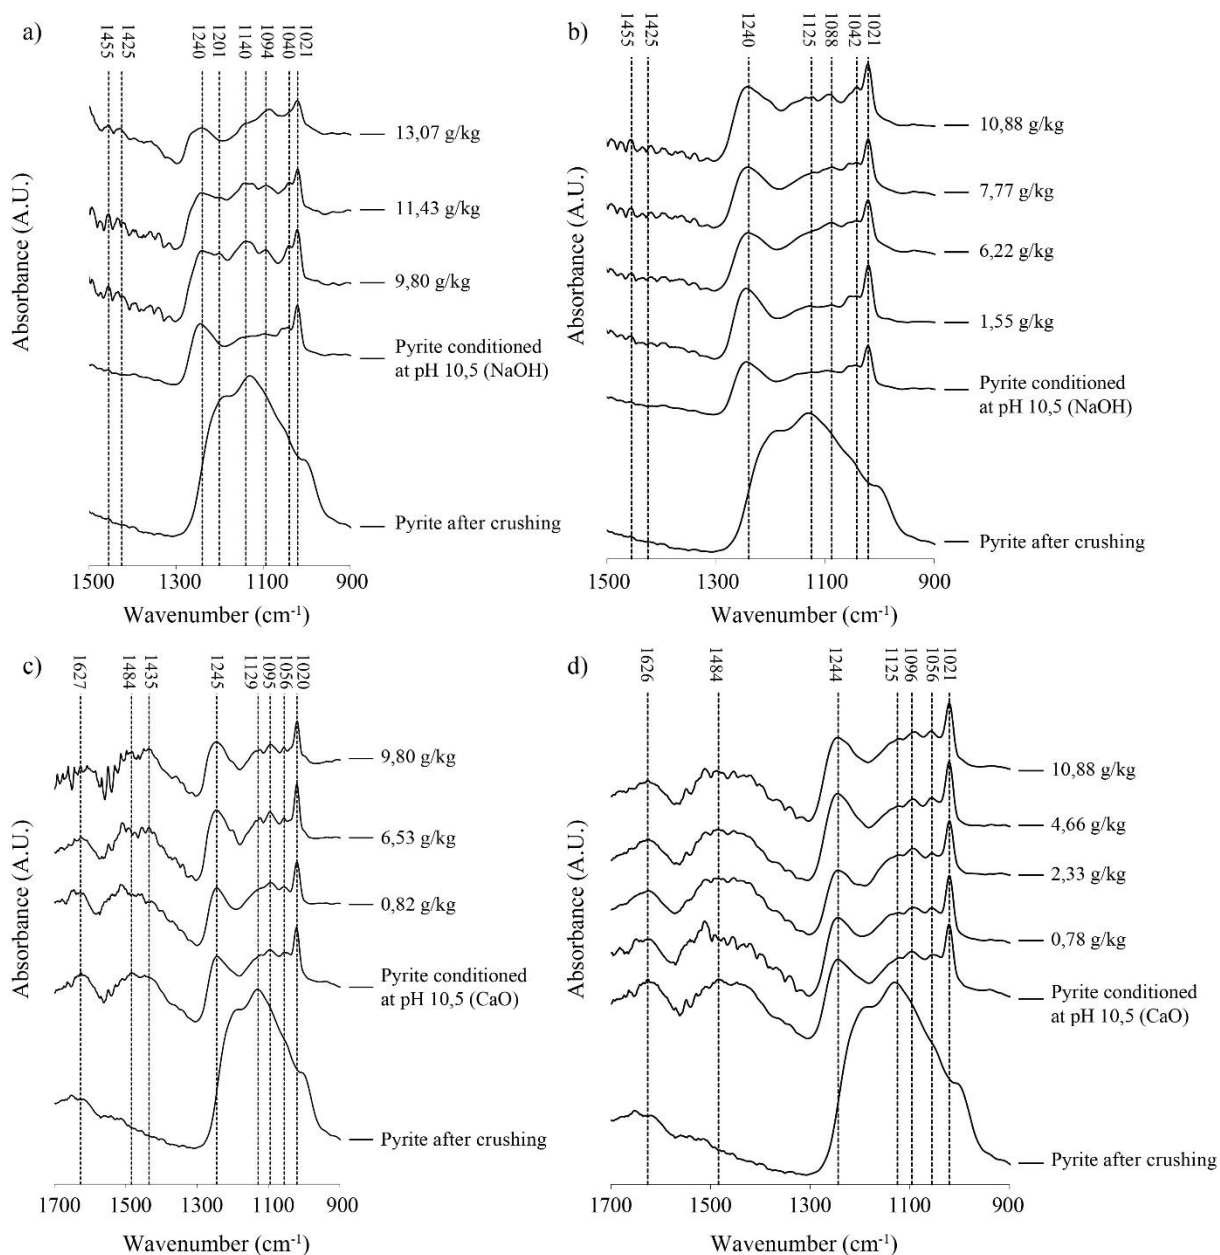 a)
1455
1425
1240
1201
1140
1094
1040
1021
Absorbance (A.U.)
13,07 g/kg
11,43 g/kg
9,80 g/kg
Pyrite conditioned
at pH 10,5 (NaOH)
Pyrite after crushing
1500
1300
1100
900
Wavenumber (cm-1)
b)
1455
1425
1240
1125
1088
1042
1021
Absorbance (A.U.)
10,88 g/kg
7,77 g/kg
6,22 g/kg
1,55 g/kg
Pyrite conditioned
at pH 10,5 (NaOH)
Pyrite after crushing
1500
1300
1100
900
Wavenumber (cm-1)
c)
1627
1484
1435
1245
1129
1095
1056
1020
Absorbance (A.U.)
9,80 g/kg
6,53 g/kg
0,82 g/kg
Pyrite conditioned
at pH 10,5 (CaO)
Pyrite after crushing
1700
1500
1300
1100
900
Wavenumber (cm-1)
d)
1626
1484
1244
1125
1096
1056
1021
Absorbance (A.U.)
10,88 g/kg
4,66 g/kg
2,33 g/kg
0,78 g/kg
Pyrite conditioned
at pH 10,5 (CaO)
Pyrite after crushing
1700
1500
1300
1100
900
Wavenumber (cm-1)